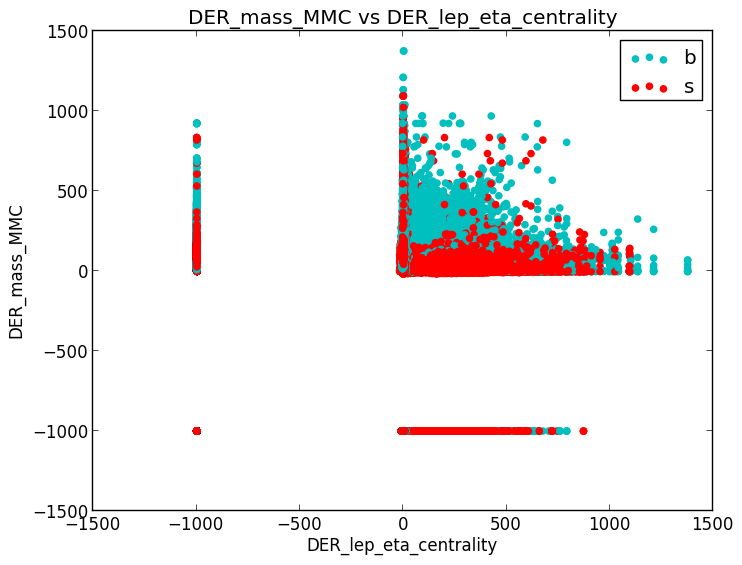 DER_mass_MMC vs DER_lep_eta_centrality
1500
1000
500
0
−500
−1000
−1500
DER_mass_MMC
b
s
−1500
−1000
−500
0
500
1000
1500
DER_lep_eta_centrality